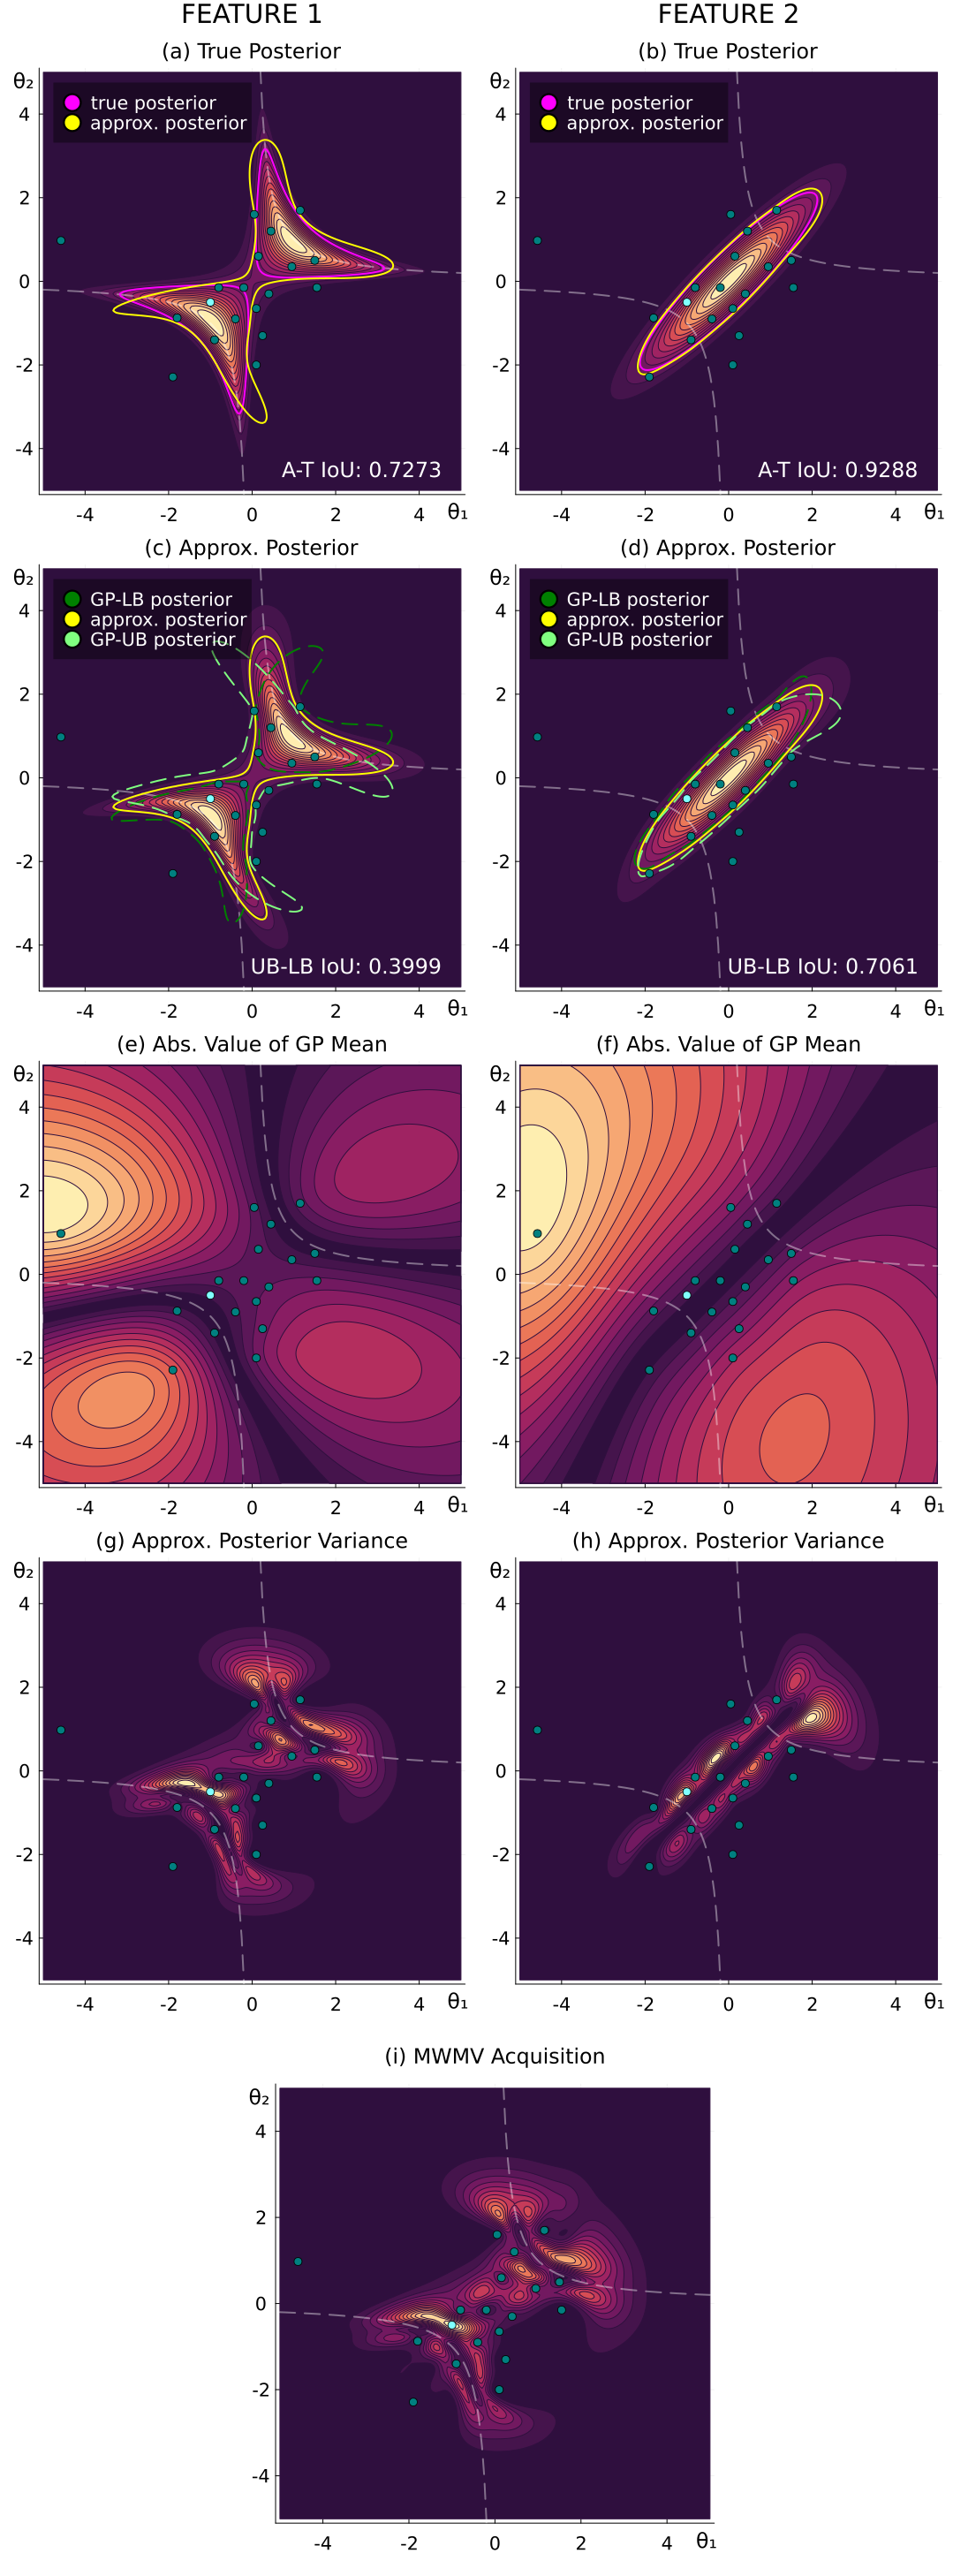 FEATURE 1
FEATURE 2
(a) True Posterior
(b) True Posterior
θ₂
true posterior
approx. posterior
4
2
0
-2
-4
A-T IoU: 0.7273
-4 -2 0 2 4 θ₁
θ₂
true posterior
approx. posterior
4
2
0
-2
-4
A-T IoU: 0.9288
-4 -2 0 2 4 θ₁
(c) Approx. Posterior
(d) Approx. Posterior
θ₂
GP-LB posterior
approx. posterior
GP-UB posterior
4
2
0
-2
-4
UB-LB IoU: 0.3999
-4 -2 0 2 4 θ₁
θ₂
GP-LB posterior
approx. posterior
GP-UB posterior
4
2
0
-2
-4
UB-LB IoU: 0.7061
-4 -2 0 2 4 θ₁
(e) Abs. Value of GP Mean
(f) Abs. Value of GP Mean
θ₂
4
2
0
-2
-4
-4 -2 0 2 4 θ₁
θ₂
4
2
0
-2
-4
-4 -2 0 2 4 θ₁
(g) Approx. Posterior Variance
(h) Approx. Posterior Variance
θ₂
4
2
0
-2
-4
-4 -2 0 2 4 θ₁
θ₂
4
2
0
-2
-4
-4 -2 0 2 4 θ₁
(i) MWMV Acquisition
θ₂
4
2
0
-2
-4
-4 -2 0 2 4 θ₁